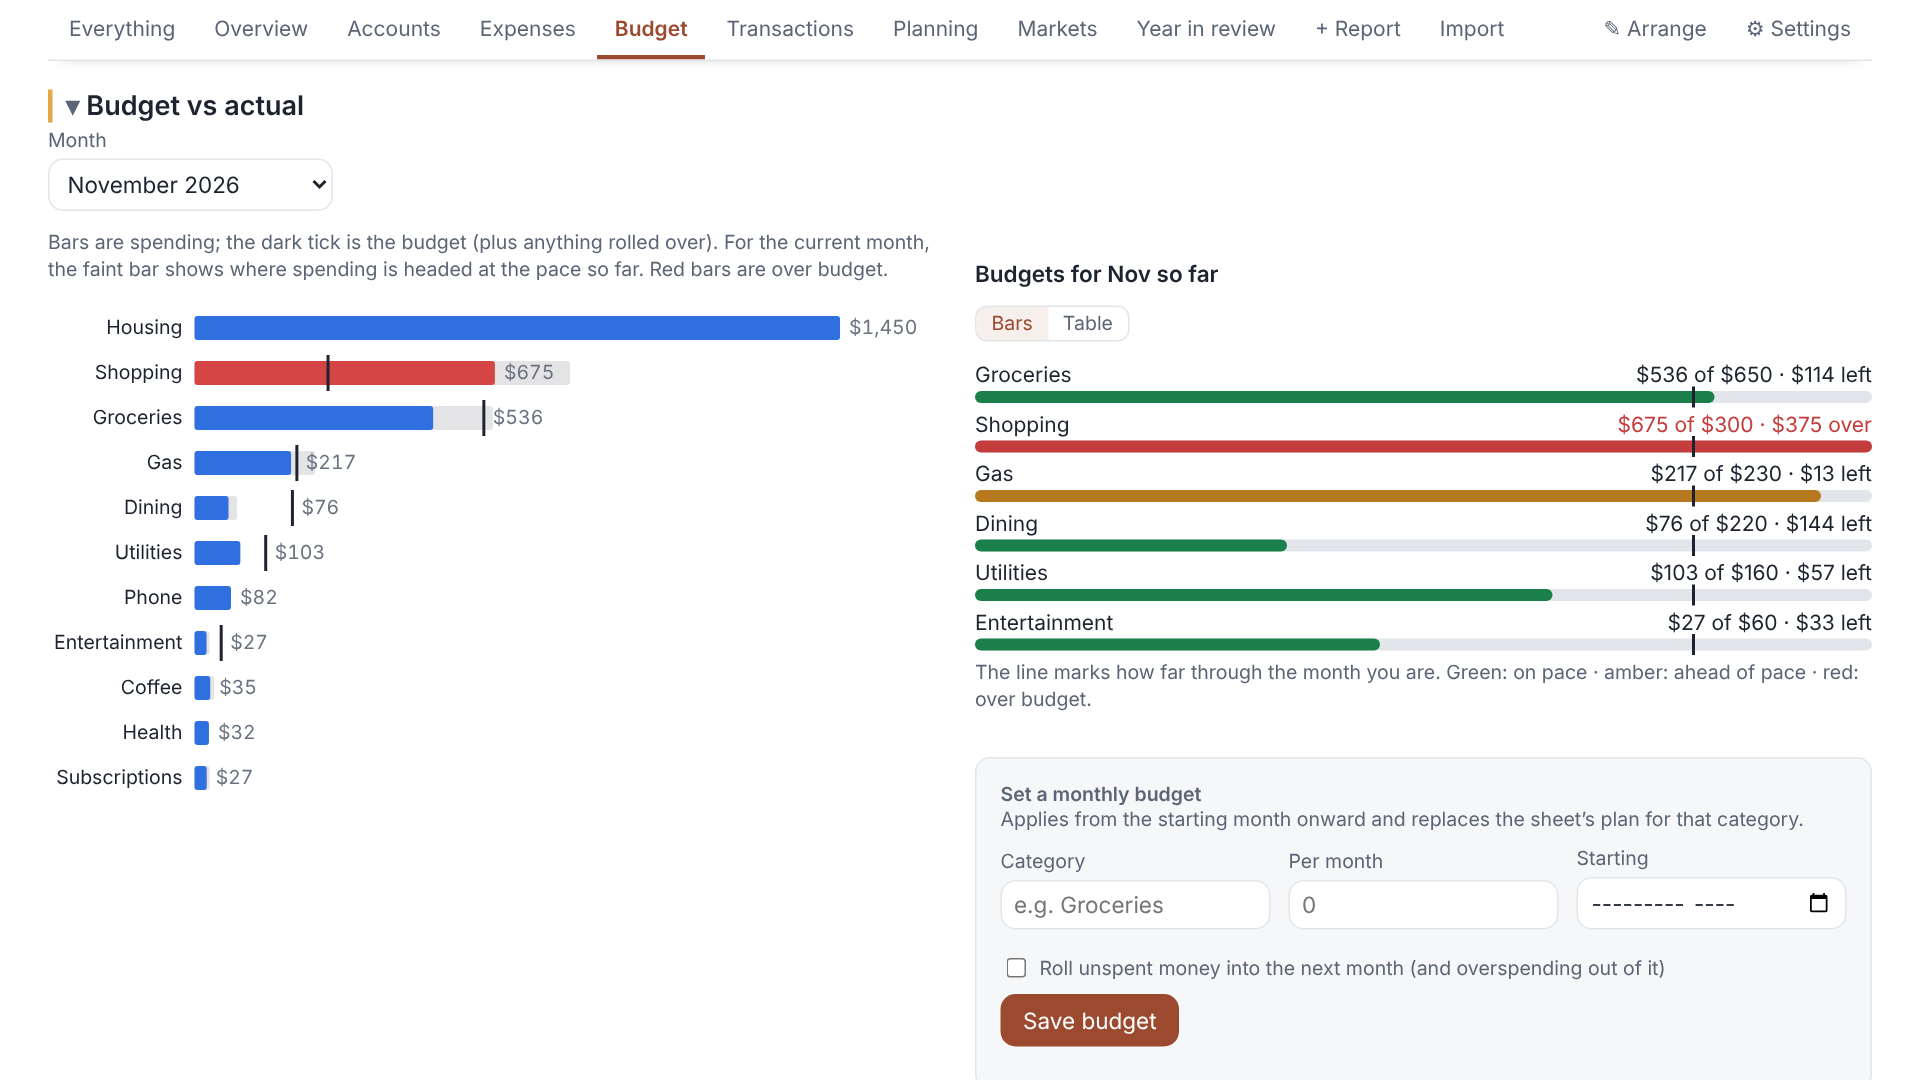 Everything Overview Accounts Expenses Budget Transactions Planning Markets Year in review + Report Import ✎ Arrange ⚙ Settings
▼ Budget vs actual
Month
November 2026
Bars are spending; the dark tick is the budget (plus anything rolled over). For the current month,
the faint bar shows where spending is headed at the pace so far. Red bars are over budget.
Housing $1,450
Shopping $675
Groceries $536
Gas $217
Dining $76
Utilities $103
Phone $82
Entertainment $27
Coffee $35
Health $32
Subscriptions $27
Budgets for Nov so far
Bars Table
Groceries $536 of $650 · $114 left
Shopping $675 of $300 · $375 over
Gas $217 of $230 · $13 left
Dining $76 of $220 · $144 left
Utilities $103 of $160 · $57 left
Entertainment $27 of $60 · $33 left
The line marks how far through the month you are. Green: on pace · amber: ahead of pace · red:
over budget.
Set a monthly budget
Applies from the starting month onward and replaces the sheet’s plan for that category.
Category Per month Starting
e.g. Groceries 0 --------- ----
Roll unspent money into the next month (and overspending out of it)
Save budget